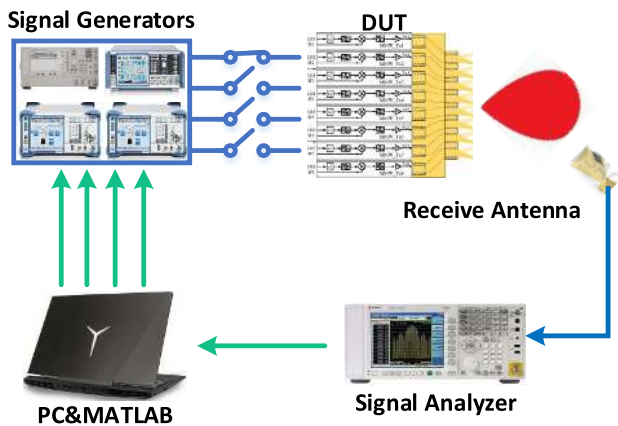 Signal Generators
DUT
Receive Antenna
PC&MATLAB
Signal Analyzer